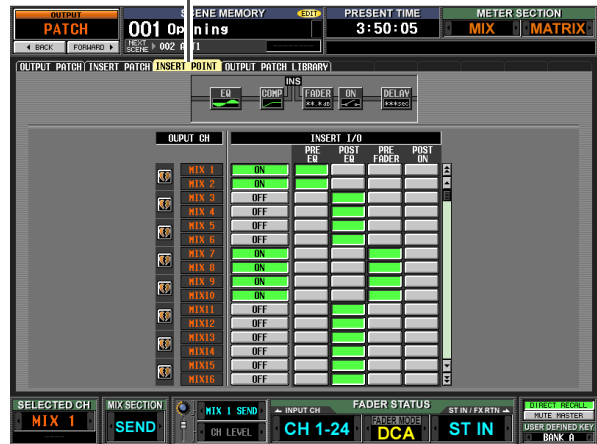 OUTPUT
PATCH
BACK FORWARD
SCENE MEMORY EDIT
001 Opening
NEXT SCENE 002
PRESENT TIME
3:50:05
METER SECTION
MIX MATRIX
OUTPUT PATCH INSERT PATCH INSERT POINT OUTPUT PATCH LIBRARY
INS
EQ COMP FADER ON DELAY
**.*dB ***sec
OUPUT CH INSERT I/O
PRE EQ POST EQ PRE FADER POST ON
MIX 1 ON
MIX 2 ON
MIX 3 OFF
MIX 4 OFF
MIX 5 OFF
MIX 6 OFF
MIX 7 ON
MIX 8 ON
MIX 9 ON
MIX10 ON
MIX11 OFF
MIX12 OFF
MIX13 OFF
MIX14 OFF
MIX15 OFF
MIX16 OFF
SELECTED CH
MIX 1
MIX SECTION
SEND
MIX 1 SEND
CH LEVEL
FADER STATUS
INPUT CH
CH 1-24
FADER MODE
DCA
ST IN / FX RTN
ST IN
DIRECT RECALL
MUTE MASTER
USER DEFINED KEY
BANK A